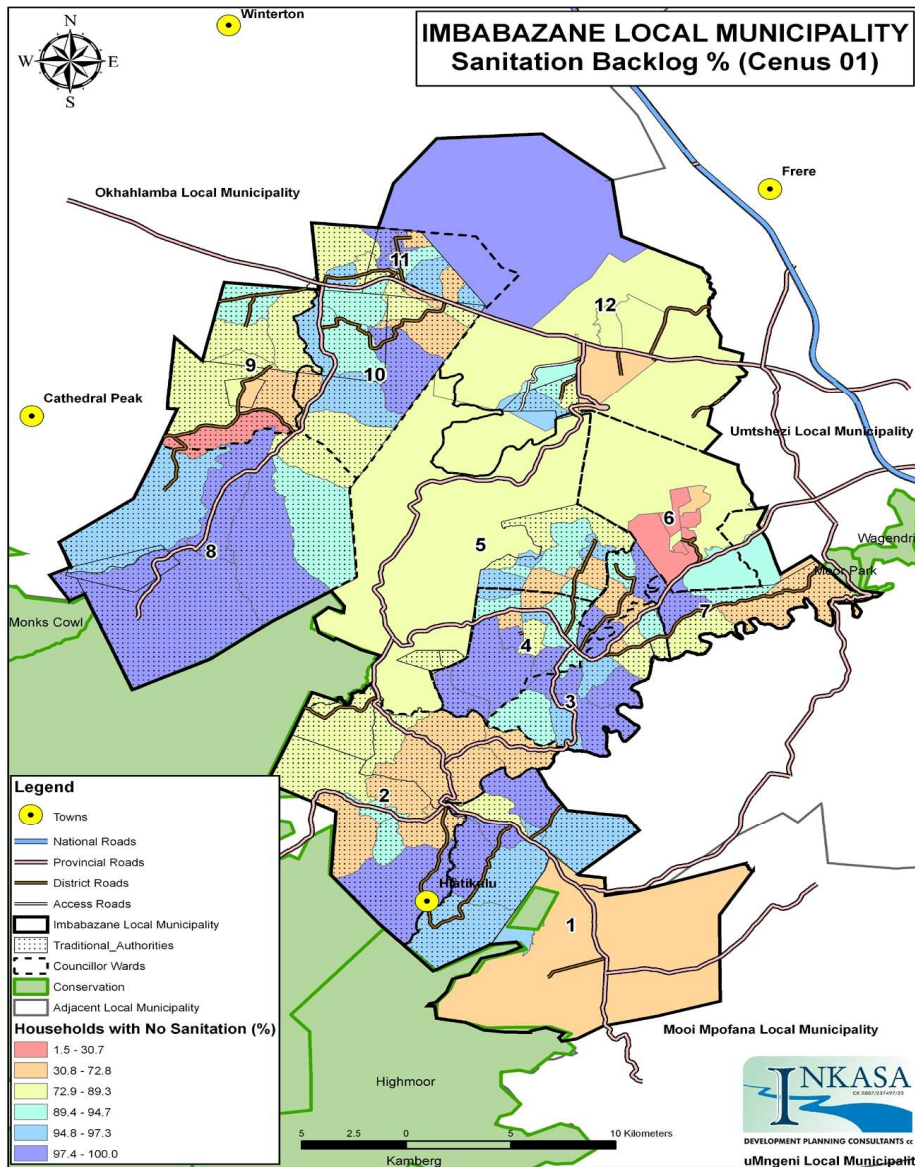 Winterton
N
W
E
S
IMBABAZANE LOCAL MUNICIPALITY
Sanitation Backlog % (Cenus 01)
Frere
Okhahlamba Local Municipality
11
12
9
10
Cathedral Peak
Umtshezi Local Municipality
6
Wagendri
5
8
Moor Park
7
Monks Cowl
4
3
2
Hlatikulu
1
Mooi Mpofana Local Municipality
Highmoor
Legend
Towns
National Roads
Provincial Roads
District Roads
Access Roads
Imbabazane Local Municipality
Traditional_Authorities
Councillor Wards
Conservation
Adjacent Local Municipality
Households with No Sanitation (%)
1.5 - 30.7
30.8 - 72.8
72.9 - 89.3
89.4 - 94.7
94.8 - 97.3
97.4 - 100.0
5 2.5 0 5 10 Kilometers
Kamberg
INKASA
CK 2007/237497/23
DEVELOPMENT PLANNING CONSULTANTS cc
uMngeni Local Municipalit